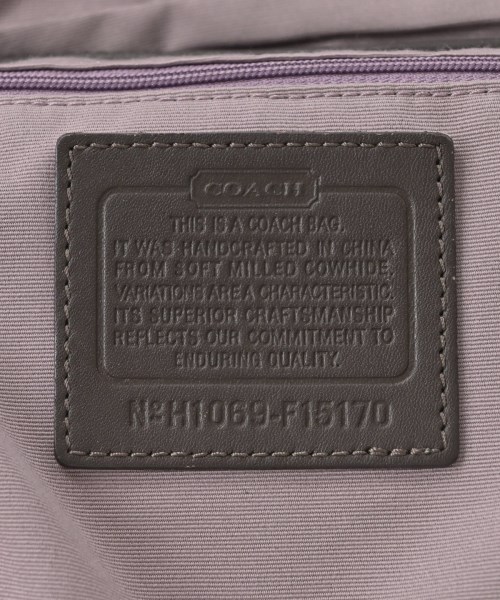 COACH
THIS IS A COACH BAG.
IT WAS HANDCRAFTED IN CHINA
FROM SOFT MILLED COWHIDE,
VARIATIONS ARE A CHARACTERISTIC.
ITS SUPERIOR CRAFTSMANSHIP
REFLECTS OUR COMMITMENT TO
ENDURING QUALITY.
Nº H1069-F15170